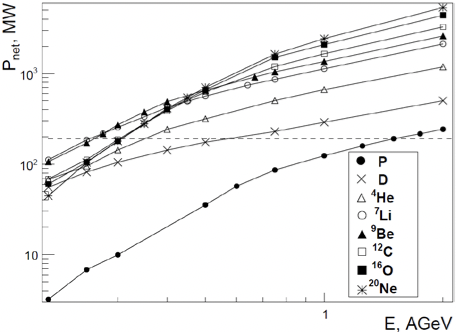 P_net, MW
10³
10²
10
1
E, AGeV
P
D
⁴He
⁷Li
⁹Be
¹²C
¹⁶O
²⁰Ne